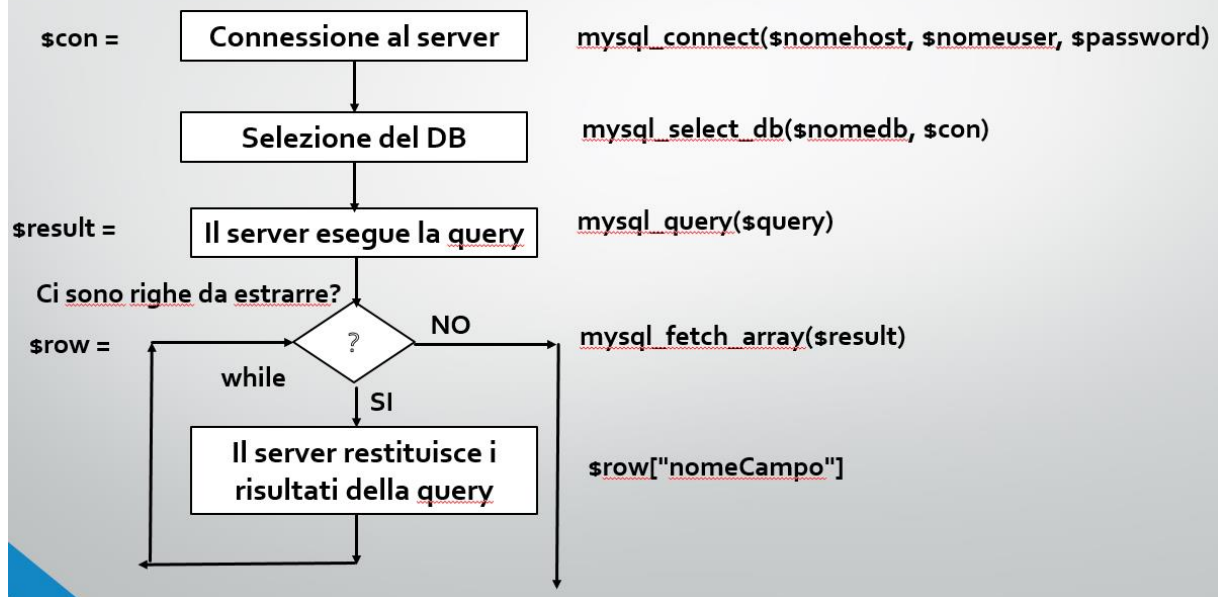 $con =
Connessione al server
mysql_connect($nomehost, $nomeuser, $password)
Selezione del DB
mysql_select_db($nomedb, $con)
$result =
Il server esegue la query
mysql_query($query)
Ci sono righe da estrarre?
$row =
?
NO
mysql_fetch_array($result)
while
SI
Il server restituisce i
risultati della query
$row["nomeCampo"]